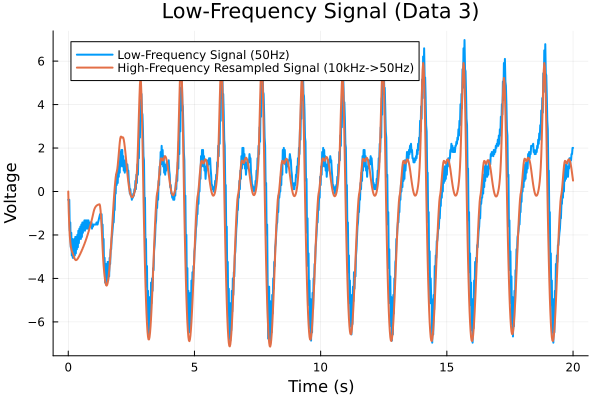 Low-Frequency Signal (Data 3)
Low-Frequency Signal (50Hz)
High-Frequency Resampled Signal (10kHz->50Hz)
6
4
2
0
−2
−4
−6
Voltage
0
5
10
15
20
Time (s)